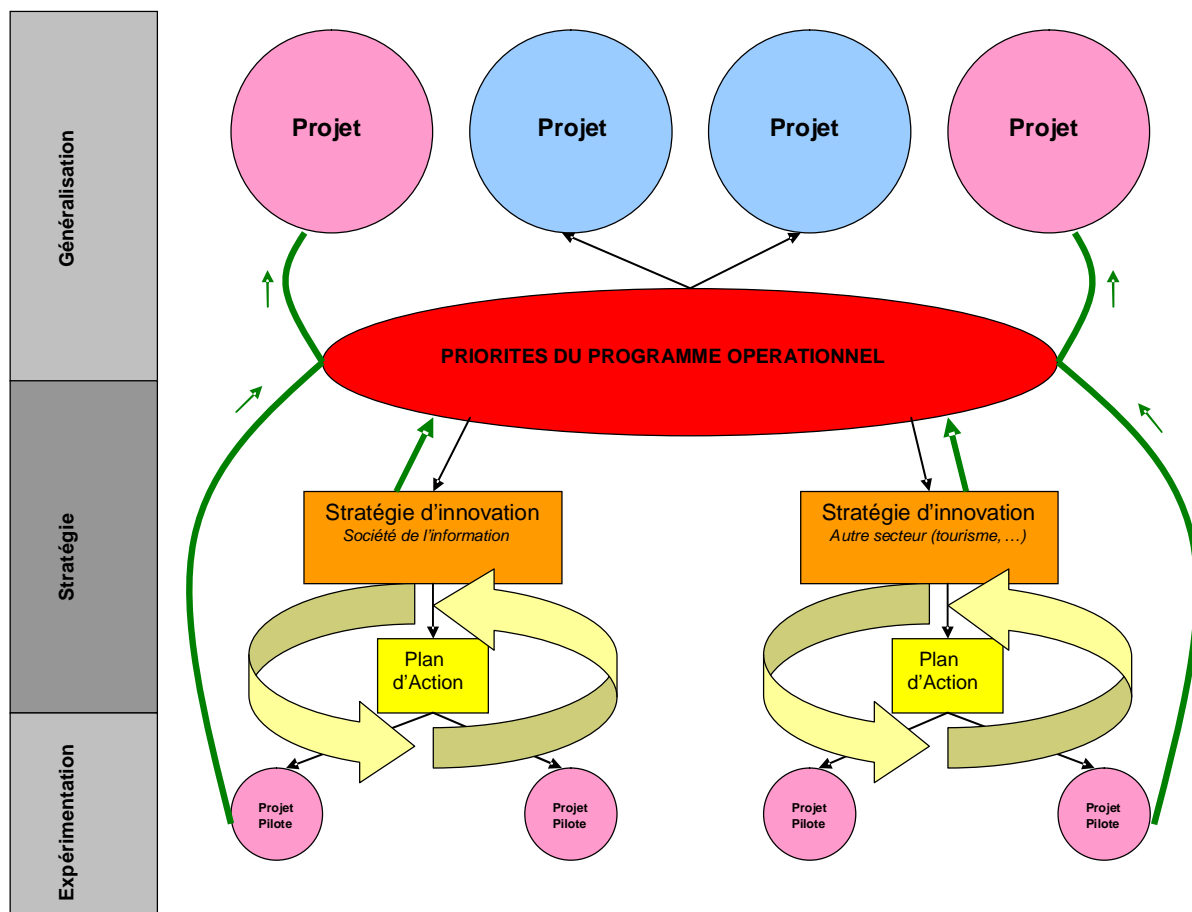 Généralisation
Projet
Projet
Projet
Projet
PRIORITES DU PROGRAMME OPERATIONNEL
Stratégie
Stratégie d’innovation
Société de l’information
Stratégie d’innovation
Autre secteur (tourisme, …)
Plan
d’Action
Plan
d’Action
Expérimentation
Projet
Pilote
Projet
Pilote
Projet
Pilote
Projet
Pilote